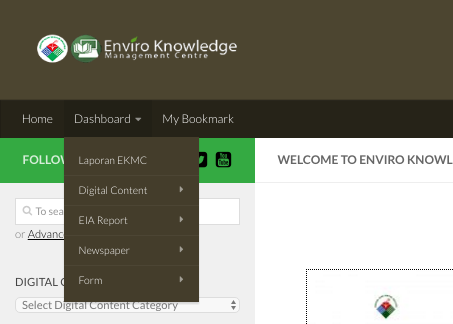 Enviro Knowledge
Management Centre
Home
Dashboard
My Bookmark
FOLLOW
WELCOME TO ENVIRO KNOWL
Laporan EKMC
Digital Content
EIA Report
Newspaper
Form
To sea
or Advanc
DIGITAL C
Select Digital Content Category